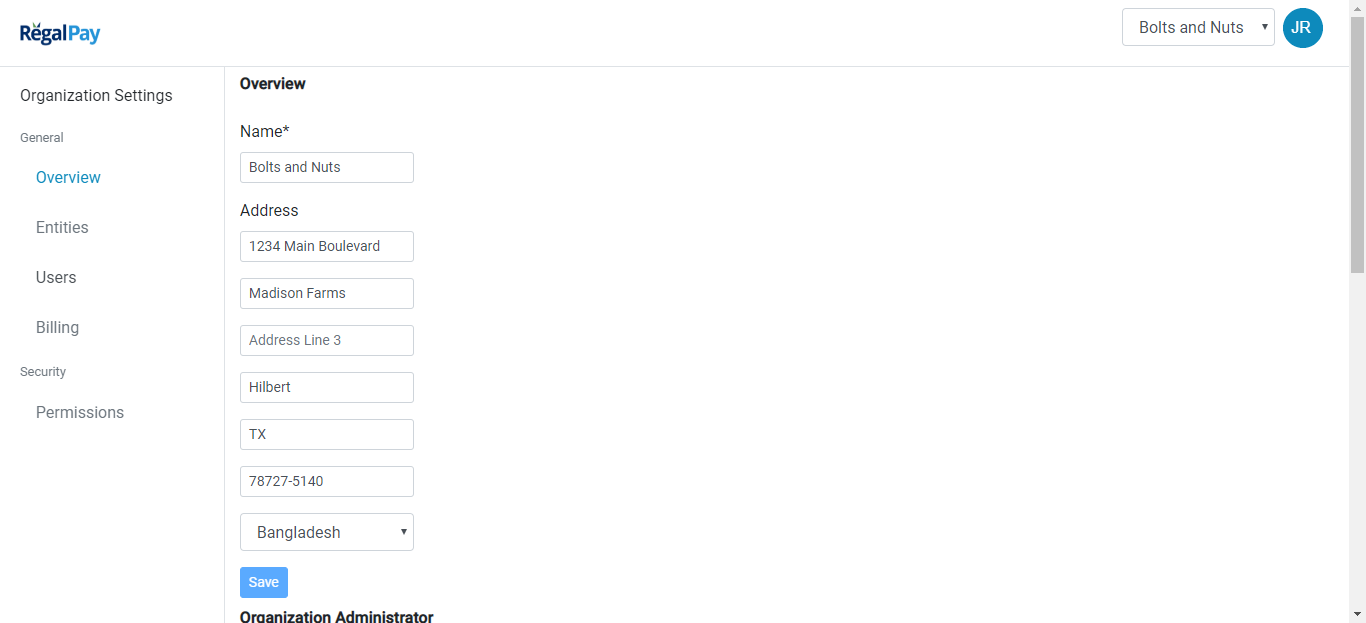 RegalPay
Bolts and Nuts
JR
Organization Settings
General
Overview
Entities
Users
Billing
Security
Permissions
Overview
Name*
Bolts and Nuts
Address
1234 Main Boulevard
Madison Farms
Address Line 3
Hilbert
TX
78727-5140
Bangladesh
Save
Organization Administrator